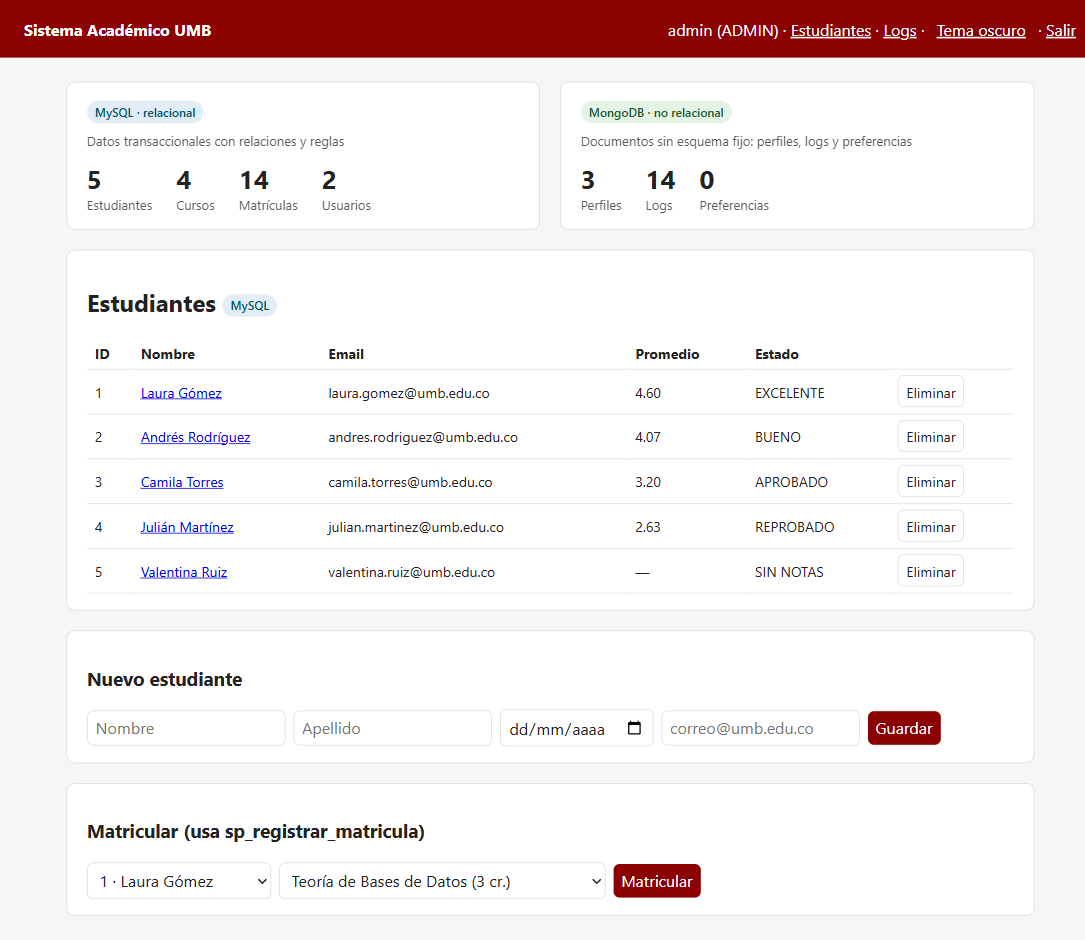 Sistema Académico UMB
admin (ADMIN) · Estudiantes · Logs · Tema oscuro · Salir
MySQL · relacional
Datos transaccionales con relaciones y reglas
5 4 14 2
Estudiantes Cursos Matrículas Usuarios
MongoDB · no relacional
Documentos sin esquema fijo: perfiles, logs y preferencias
3 14 0
Perfiles Logs Preferencias
Estudiantes MySQL
ID Nombre Email Promedio Estado
1 Laura Gómez laura.gomez@umb.edu.co 4.60 EXCELENTE Eliminar
2 Andrés Rodríguez andres.rodriguez@umb.edu.co 4.07 BUENO Eliminar
3 Camila Torres camila.torres@umb.edu.co 3.20 APROBADO Eliminar
4 Julián Martínez julian.martinez@umb.edu.co 2.63 REPROBADO Eliminar
5 Valentina Ruiz valentina.ruiz@umb.edu.co — SIN NOTAS Eliminar
Nuevo estudiante
Nombre Apellido dd/mm/aaaa correo@umb.edu.co Guardar
Matricular (usa sp_registrar_matricula)
1 · Laura Gómez Teoría de Bases de Datos (3 cr.) Matricular